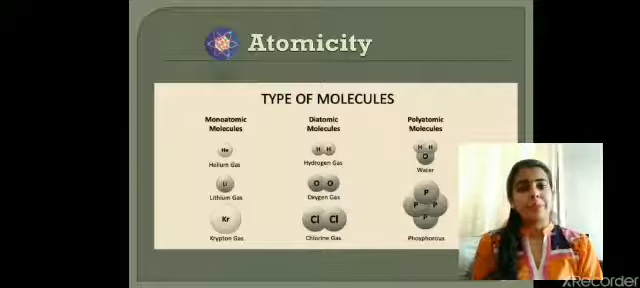 Atomicity
TYPE OF MOLECULES
Monoatomic Molecules
Diatomic Molecules
Polyatomic Molecules
He
Helium Gas
H H
Hydrogen Gas
H H
O
Water
Li
Lithium Gas
O O
Oxygen Gas
P
P P
P
Phosphorous
Kr
Krypton Gas
Cl Cl
Chlorine Gas
XRecorder